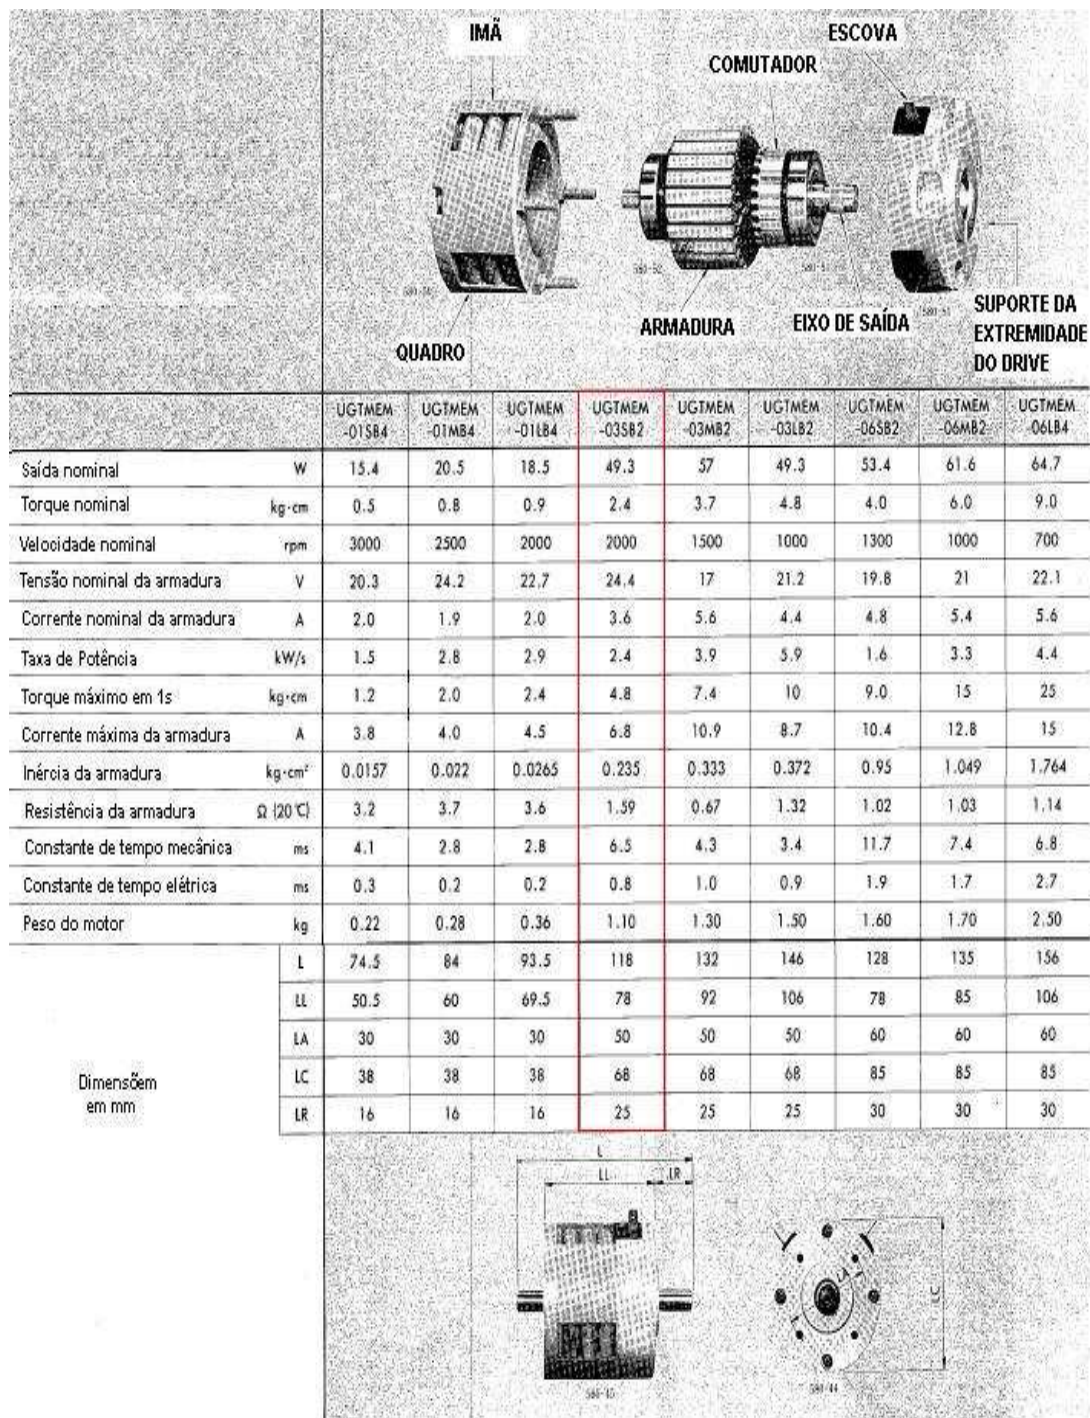 IMÃ
ESCOVA
COMUTADOR
ARMADURA
EIXO DE SAÍDA
SUPORTE DA
EXTREMIDADE
DO DRIVE
QUADRO
UGTMEM -01SB4 UGTMEM -01MB4 UGTMEM -01LB4 UGTMEM -03SB2 UGTMEM -03MB2 UGTMEM -03LB2 UGTMEM -06SB2 UGTMEM -06MB2 UGTMEM -06LB4
Saída nominal W 15.4 20.5 18.5 49.3 57 49.3 53.4 61.6 64.7
Torque nominal kg-cm 0.5 0.8 0.9 2.4 3.7 4.8 4.0 6.0 9.0
Velocidade nominal rpm 3000 2500 2000 2000 1500 1000 1300 1000 700
Tensão nominal da armadura V 20.3 24.2 22.7 24.4 17 21.2 19.8 21 22.1
Corrente nominal da armadura A 2.0 1.9 2.0 3.6 5.6 4.4 4.8 5.4 5.6
Taxa de Potência kW/s 1.5 2.8 2.9 2.4 3.9 5.9 1.6 3.3 4.4
Torque máximo em 1s kg-cm 1.2 2.0 2.4 4.8 7.4 10 9.0 15 25
Corrente máxima da armadura A 3.8 4.0 4.5 6.8 10.9 8.7 10.4 12.8 15
Inércia da armadura kg-cm² 0.0157 0.022 0.0265 0.235 0.333 0.372 0.95 1.049 1.764
Resistência da armadura Ω (20℃) 3.2 3.7 3.6 1.59 0.67 1.32 1.02 1.03 1.14
Constante de tempo mecânica ms 4.1 2.8 2.8 6.5 4.3 3.4 11.7 7.4 6.8
Constante de tempo elétrica ms 0.3 0.2 0.2 0.8 1.0 0.9 1.9 1.7 2.7
Peso do motor kg 0.22 0.28 0.36 1.10 1.30 1.50 1.60 1.70 2.50
L 74.5 84 93.5 118 132 146 128 135 156
LL 50.5 60 69.5 78 92 106 78 85 106
LA 30 30 30 50 50 50 60 60 60
Dimensõem
em mm
LC 38 38 38 68 68 68 85 85 85
LR 16 16 16 25 25 25 30 30 30
L
LL LR
LA
LC